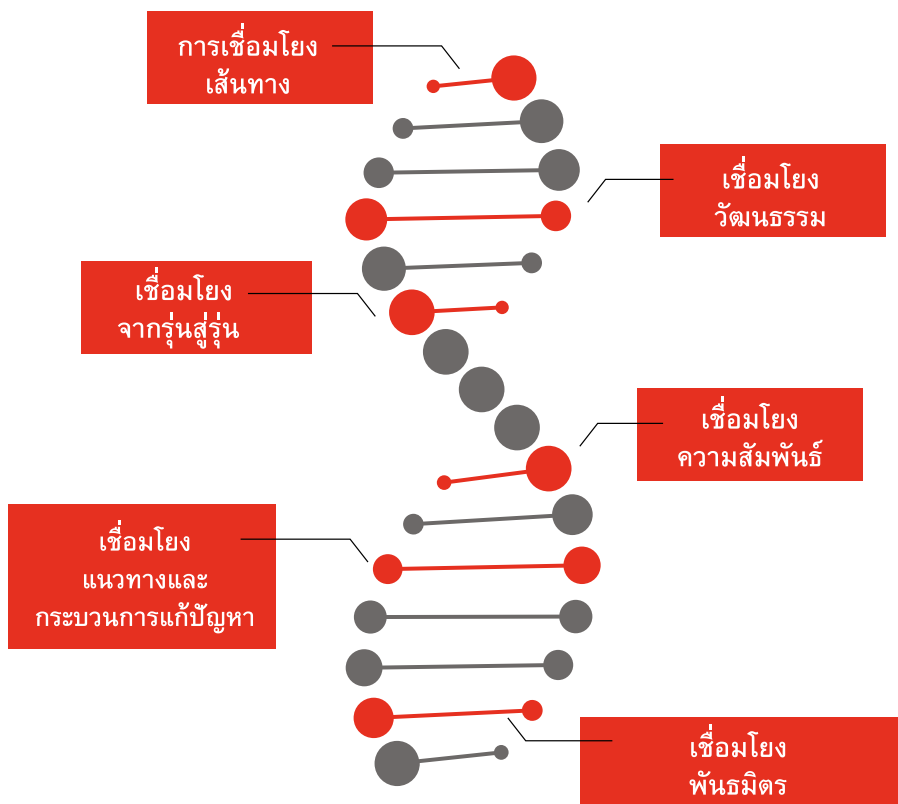 การเชื่อมโยง
เส้นทาง
เชื่อมโยง
วัฒนธรรม
เชื่อมโยง
จากรุ่นสู่รุ่น
เชื่อมโยง
ความสัมพันธ์
เชื่อมโยง
แนวทางและ
กระบวนการแก้ปัญหา
เชื่อมโยง
พันธมิตร